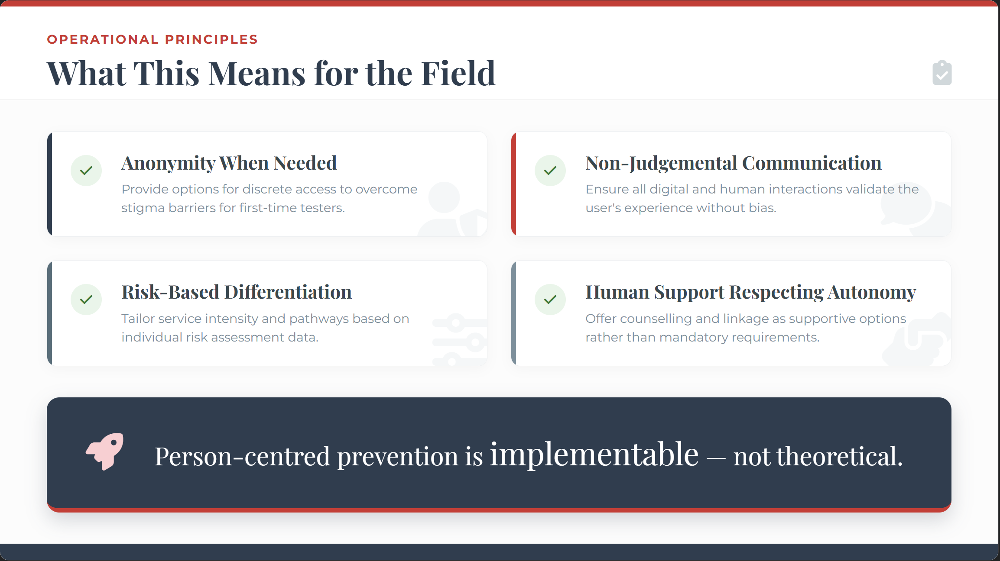 OPERATIONAL PRINCIPLES
What This Means for the Field
Anonymity When Needed
Provide options for discrete access to overcome
stigma barriers for first-time testers.
Non-Judgemental Communication
Ensure all digital and human interactions validate the
user's experience without bias.
Risk-Based Differentiation
Tailor service intensity and pathways based on
individual risk assessment data.
Human Support Respecting Autonomy
Offer counselling and linkage as supportive options
rather than mandatory requirements.
Person-centred prevention is implementable — not theoretical.